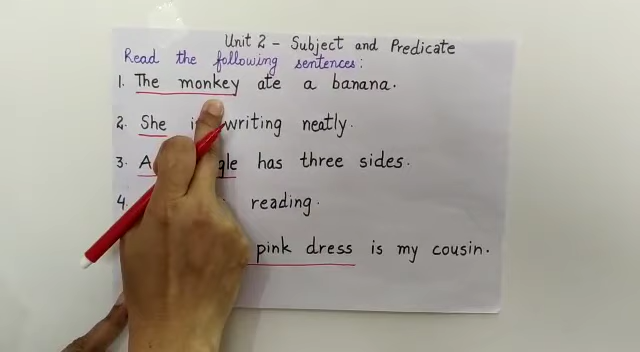 Unit 2 - Subject and Predicate
Read the following sentences:
1. The monkey ate a banana.
2. She writing neatly.
3. has three sides.
4. reading.
pink dress is my cousin.